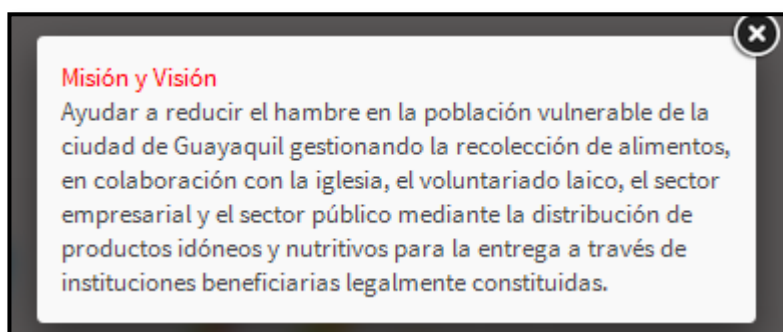 Misión y Visión
Ayudar a reducir el hambre en la población vulnerable de la
ciudad de Guayaquil gestionando la recolección de alimentos,
en colaboración con la iglesia, el voluntariado laico, el sector
empresarial y el sector público mediante la distribución de
productos idóneos y nutritivos para la entrega a través de
instituciones beneficiarias legalmente constituidas.